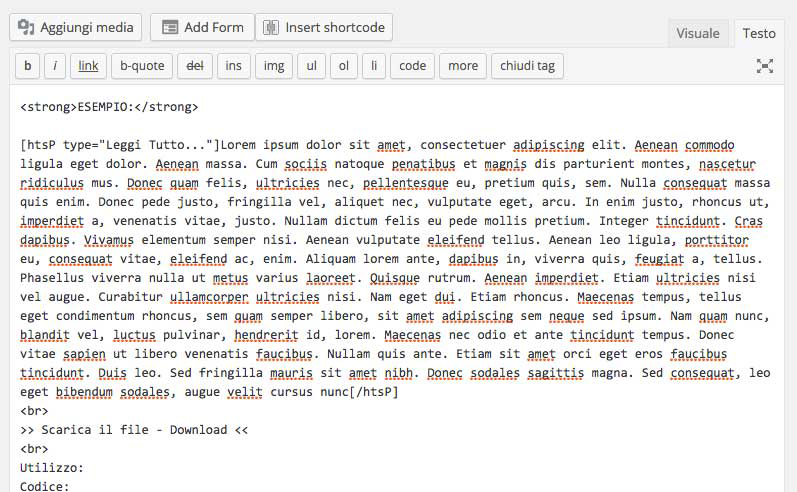 Aggiungi media Add Form Insert shortcode
Visuale Testo
b i link b-quote del ins img ul ol li code more chiudi tag
<strong>ESEMPIO:</strong>
[htsP type="Leggi Tutto..."]Lorem ipsum dolor sit amet, consectetuer adipiscing elit. Aenean commodo
ligula eget dolor. Aenean massa. Cum sociis natoque penatibus et magnis dis parturient montes, nascetur
ridiculus mus. Donec quam felis, ultricies nec, pellentesque eu, pretium quis, sem. Nulla consequat massa
quis enim. Donec pede justo, fringilla vel, aliquet nec, vulputate eget, arcu. In enim justo, rhoncus ut,
imperdiet a, venenatis vitae, justo. Nullam dictum felis eu pede mollis pretium. Integer tincidunt. Cras
dapibus. Vivamus elementum semper nisi. Aenean vulputate eleifend tellus. Aenean leo ligula, porttitor
eu, consequat vitae, eleifend ac, enim. Aliquam lorem ante, dapibus in, viverra quis, feugiat a, tellus.
Phasellus viverra nulla ut metus varius laoreet. Quisque rutrum. Aenean imperdiet. Etiam ultricies nisi
vel augue. Curabitur ullamcorper ultricies nisi. Nam eget dui. Etiam rhoncus. Maecenas tempus, tellus
eget condimentum rhoncus, sem quam semper libero, sit amet adipiscing sem neque sed ipsum. Nam quam nunc,
blandit vel, luctus pulvinar, hendrerit id, lorem. Maecenas nec odio et ante tincidunt tempus. Donec
vitae sapien ut libero venenatis faucibus. Nullam quis ante. Etiam sit amet orci eget eros faucibus
tincidunt. Duis leo. Sed fringilla mauris sit amet nibh. Donec sodales sagittis magna. Sed consequat, leo
eget bibendum sodales, augue velit cursus nunc[/htsP]
<br>
>> Scarica il file - Download <<
<br>
Utilizzo:
Codice: